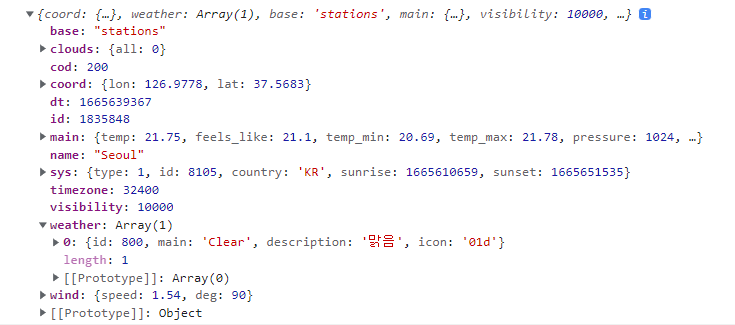 {coord: {…}, weather: Array(1), base: 'stations', main: {…}, visibility: 10000, …} i
base: "stations"
clouds: {all: 0}
cod: 200
coord: {lon: 126.9778, lat: 37.5683}
dt: 1665639367
id: 1835848
main: {temp: 21.75, feels_like: 21.1, temp_min: 20.69, temp_max: 21.78, pressure: 1024, …}
name: "Seoul"
sys: {type: 1, id: 8105, country: 'KR', sunrise: 1665610659, sunset: 1665651535}
timezone: 32400
visibility: 10000
weather: Array(1)
0: {id: 800, main: 'Clear', description: '맑음', icon: '01d'}
length: 1
[[Prototype]]: Array(0)
wind: {speed: 1.54, deg: 90}
[[Prototype]]: Object